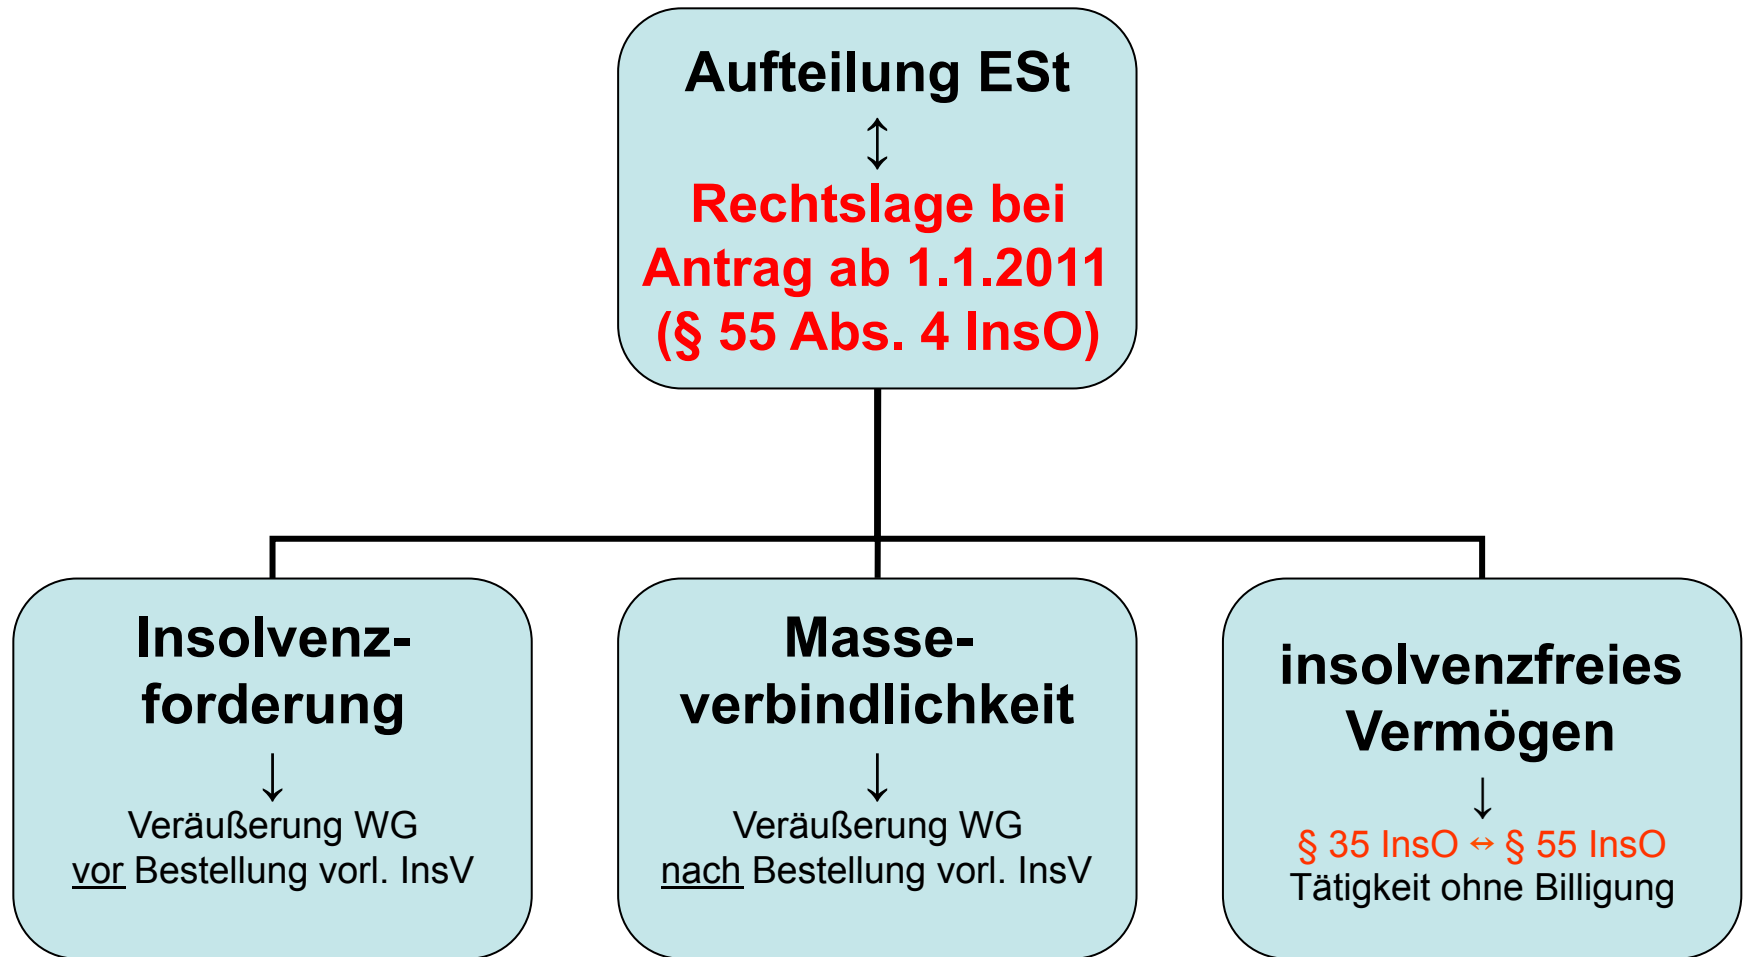 Aufteilung ESt
↕
Rechtslage bei
Antrag ab 1.1.2011
(§ 55 Abs. 4 InsO)
Insolvenz-
forderung
↓
Veräußerung WG
vor Bestellung vorl. InsV
Masse-
verbindlichkeit
↓
Veräußerung WG
nach Bestellung vorl. InsV
insolvenzfreies
Vermögen
↓
§ 35 InsO ↔ § 55 InsO
Tätigkeit ohne Billigung